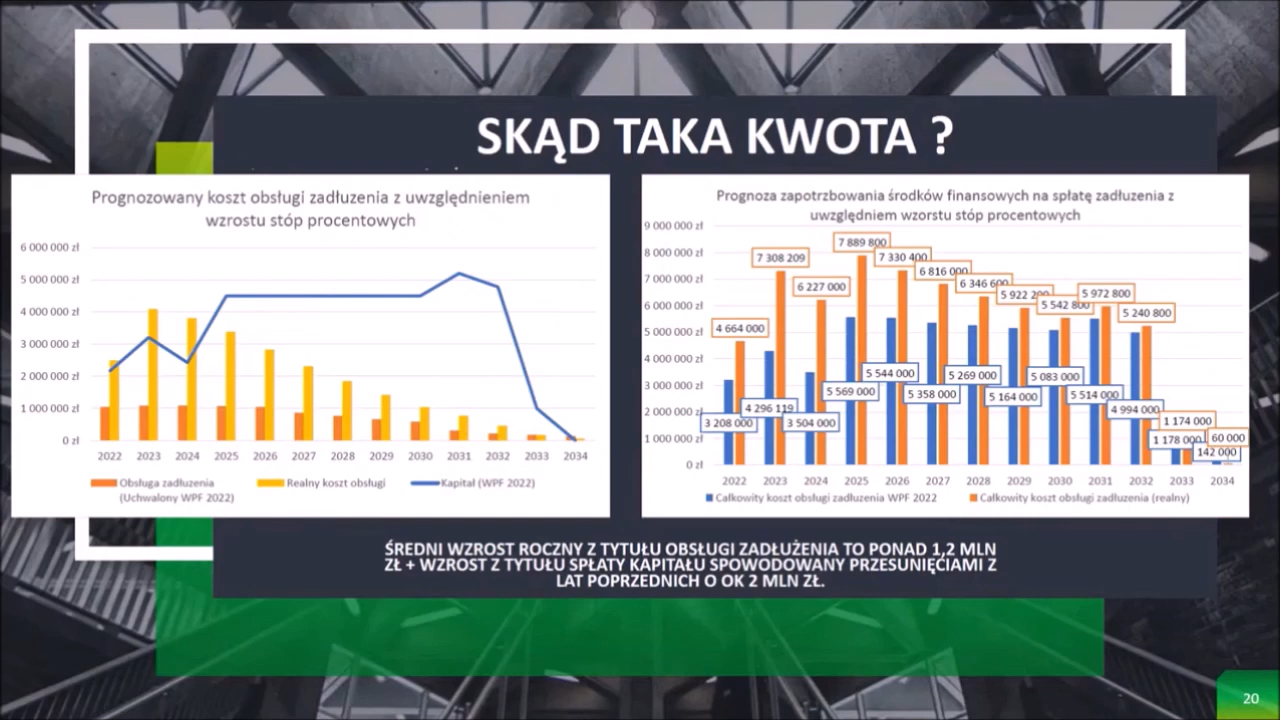 SKĄD TAKA KWOTA ?
Prognozowany koszt obsługi zadłuzenia z uwzględnieniem
wzrostu stóp procentowych
6 000 000 zł
5 000 000 zł
4 000 000 zł
3 000 000 zł
2 000 000 zł
1 000 000 zł
0 zł
2022 2023 2024 2025 2026 2027 2028 2029 2030 2031 2032 2033 2034
Obsługa zadłuzenia
(Uchwalony WPF 2022)
Realny koszt obsługi
Kapitał (WPF 2022)
Prognoza zapotrzbowania środków finansowych na spłatę zadłużenia z
uwzględniem wzorstu stóp procentowych
9 000 000 zł
8 000 000 zł
7 000 000 zł
6 000 000 zł
5 000 000 zł
4 000 000 zł
3 000 000 zł
2 000 000 zł
1 000 000 zł
0 zł
4 664 000
7 308 209
6 227 000
7 889 800
7 330 400
6 816 000
6 346 600
5 922 200
5 542 800
5 972 800
5 240 800
1 174 000
60 000
3 208 000
4 296 119
3 504 000
5 569 000
5 544 000
5 358 000
5 269 000
5 164 000
5 083 000
5 514 000
4 994 000
1 178 000
142 000
2022 2023 2024 2025 2026 2027 2028 2029 2030 2031 2032 2033 2034
Całkowity koszt obsługi zadłużenia WPF 2022
Całkowity koszt obsługi zadłużenia (realny)
ŚREDNI WZROST ROCZNY Z TYTUŁU OBSŁUGI ZADŁUŻENIA TO PONAD 1,2 MLN
ZŁ + WZROST Z TYTUŁU SPŁATY KAPITAŁU SPOWODOWANY PRZESUNIĘCIAMI Z
LAT POPRZEDNICH O OK 2 MLN ZŁ.
20